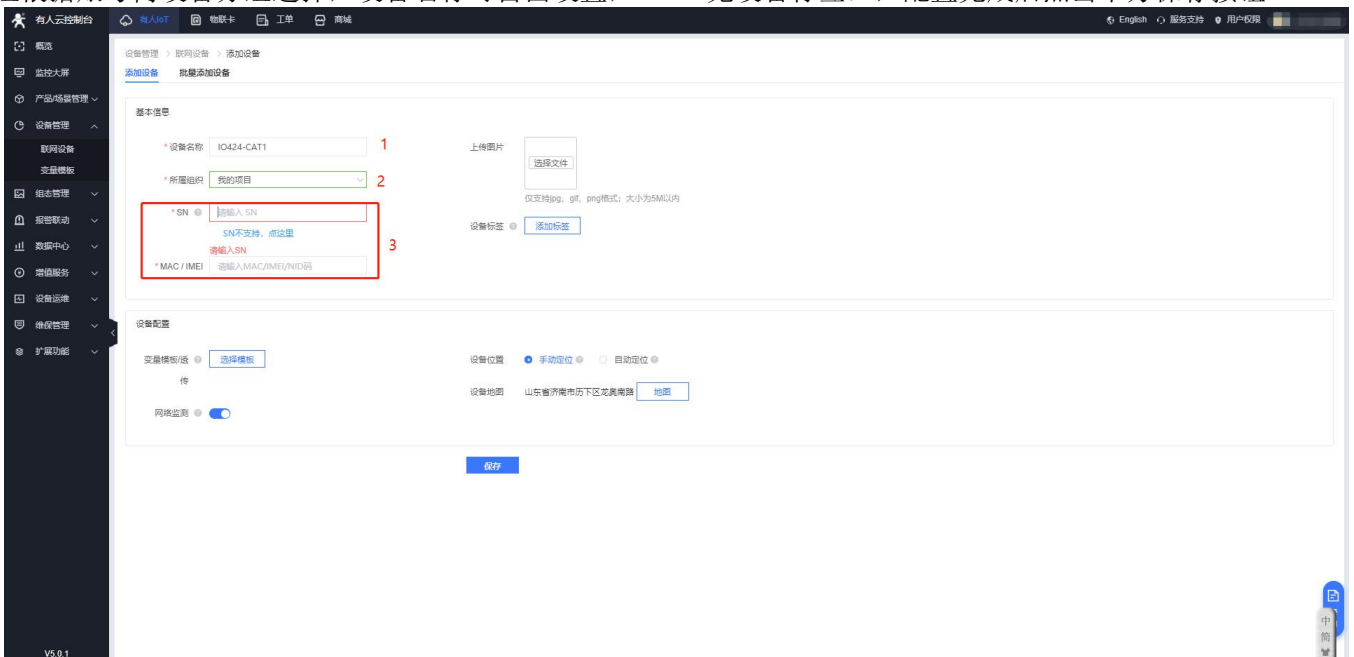 有人云控制台
有人IoT 物联卡 工单 商城
English 服务支持 用户权限
概览
监控大屏
产品/场景管理
设备管理
联网设备
变量模板
组态管理
报警联动
数据中心
增值服务
设备运维
维保管理
扩展功能
V5.0.1
设备管理 > 联网设备 > 添加设备
添加设备 批量添加设备
基本信息
*设备名称 IO424-CAT1 1
*所属组织 我的项目 2
*SN 请输入 SN
SN不支持,点这里
请输入SN
3
*MAC / IMEI 请输入MAC/IMEI/NID码
上传图片 选择文件
仅支持jpg、gif、png格式; 大小为5M以内
设备标签 添加标签
设备配置
变量模板/透 选择模板
传
网络监测
设备位置 手动定位 自动定位
设备地图 山东省济南市历下区龙奥南路 地图
保存
中
简